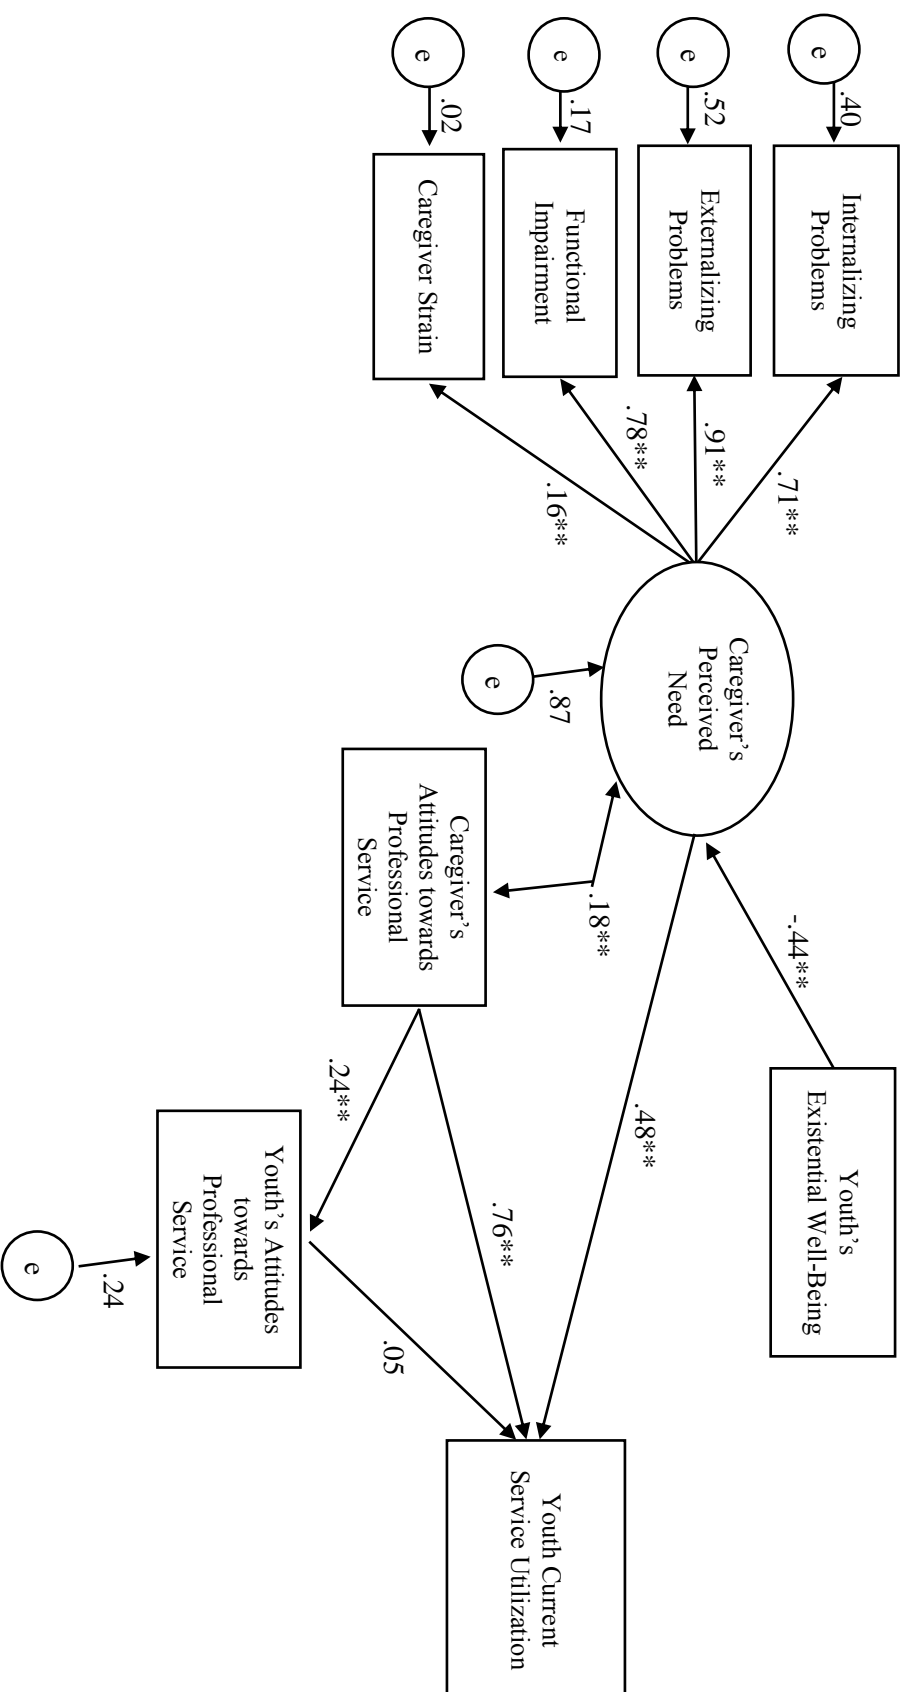 e
.40
Internalizing
Problems
.71**
e
.52
Externalizing
Problems
.91**
e
.17
Functional
Impairment
.78**
e
.02
Caregiver Strain
.16**
Caregiver’s
Perceived
Need
e
.87
-.44**
Youth’s
Existential Well-Being
.18**
.48**
Caregiver’s
Attitudes towards
Professional
Service
.24**
.76**
Youth’s Attitudes
towards
Professional
Service
e
.24
.05
Youth Current
Service Utilization